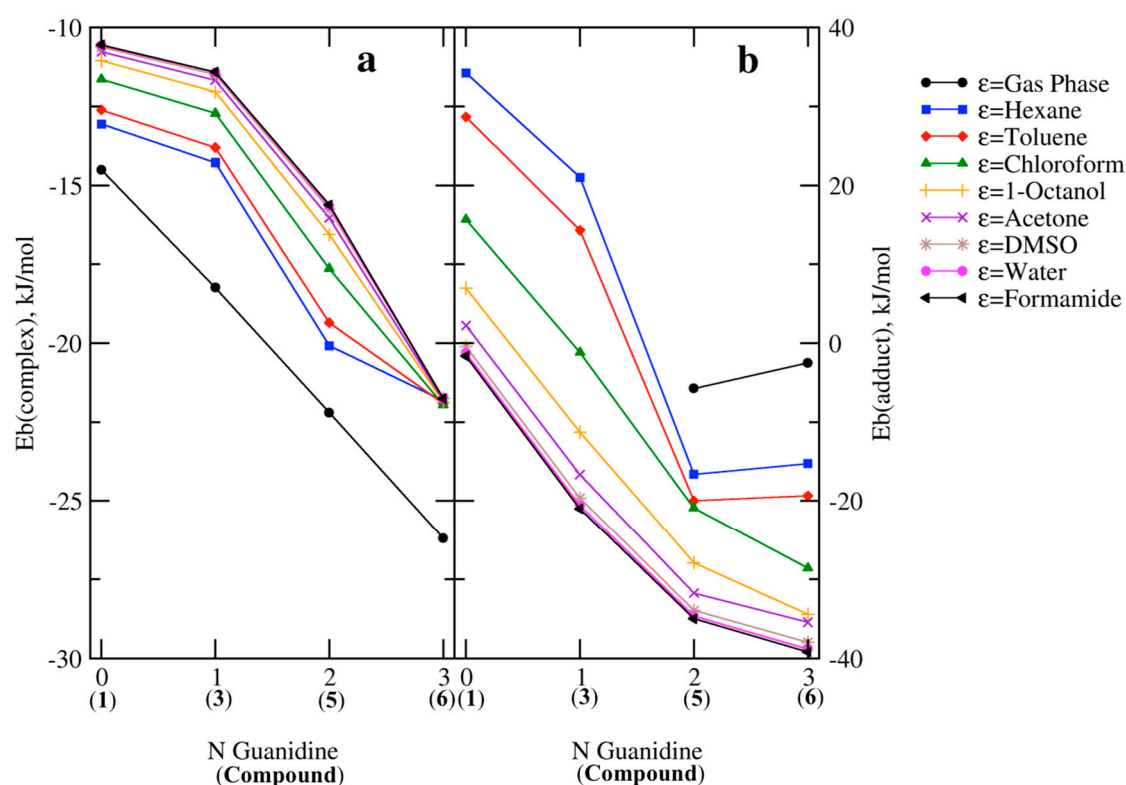 a
b
-10
-15
-20
-25
-30
Eb(complex), kJ/mol
0
1
2
3
(1)
(3)
(5)
(6)
N Guanidine
(Compound)
40
20
0
-20
-40
Eb(adduct), kJ/mol
0
1
2
3
(1)
(3)
(5)
(6)
N Guanidine
(Compound)
ε=Gas Phase
ε=Hexane
ε=Toluene
ε=Chloroform
ε=1-Octanol
ε=Acetone
ε=DMSO
ε=Water
ε=Formamide